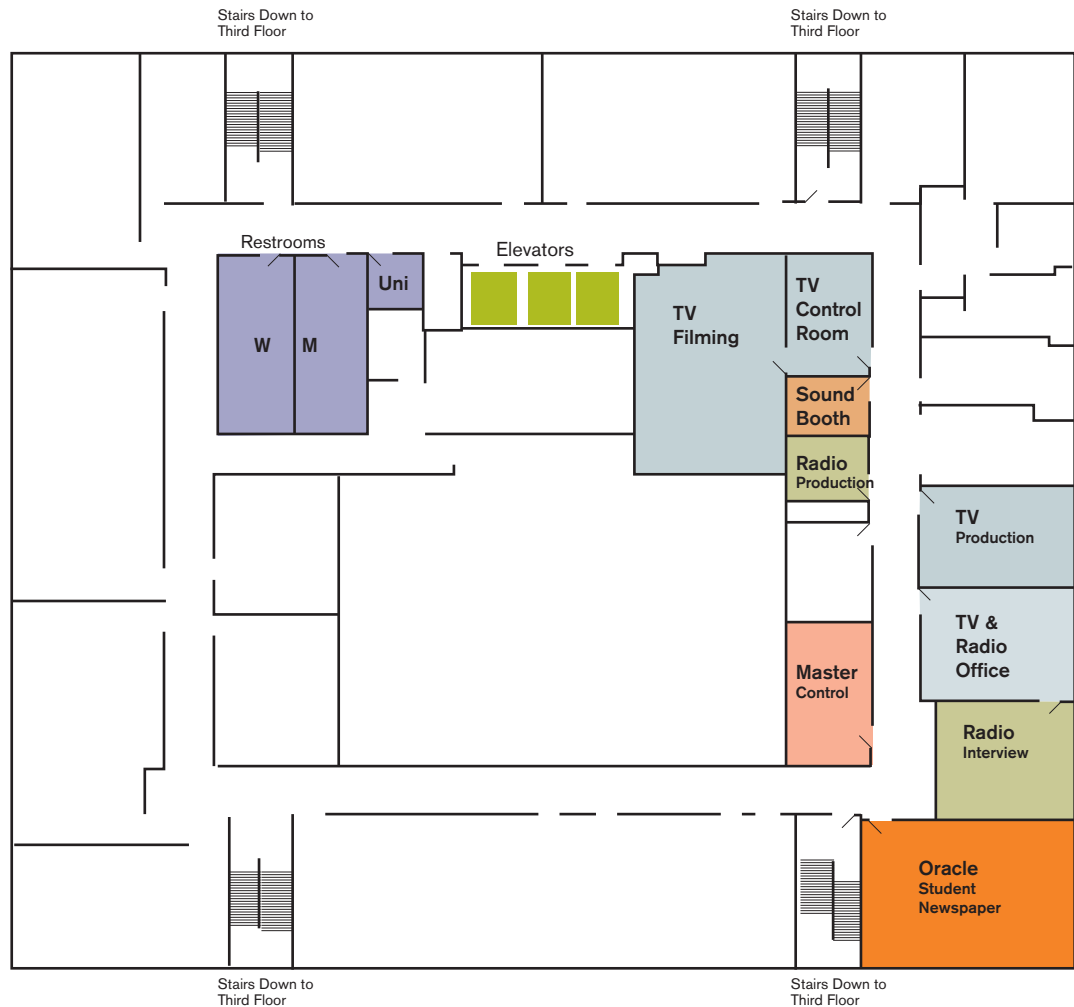 Stairs Down to
Third Floor
Stairs Down to
Third Floor
Restrooms
Elevators
Uni
W
M
TV
Filming
TV
Control
Room
Sound
Booth
Radio
Production
TV
Production
TV &
Radio
Office
Master
Control
Radio
Interview
Oracle
Student
Newspaper
Stairs Down to
Third Floor
Stairs Down to
Third Floor